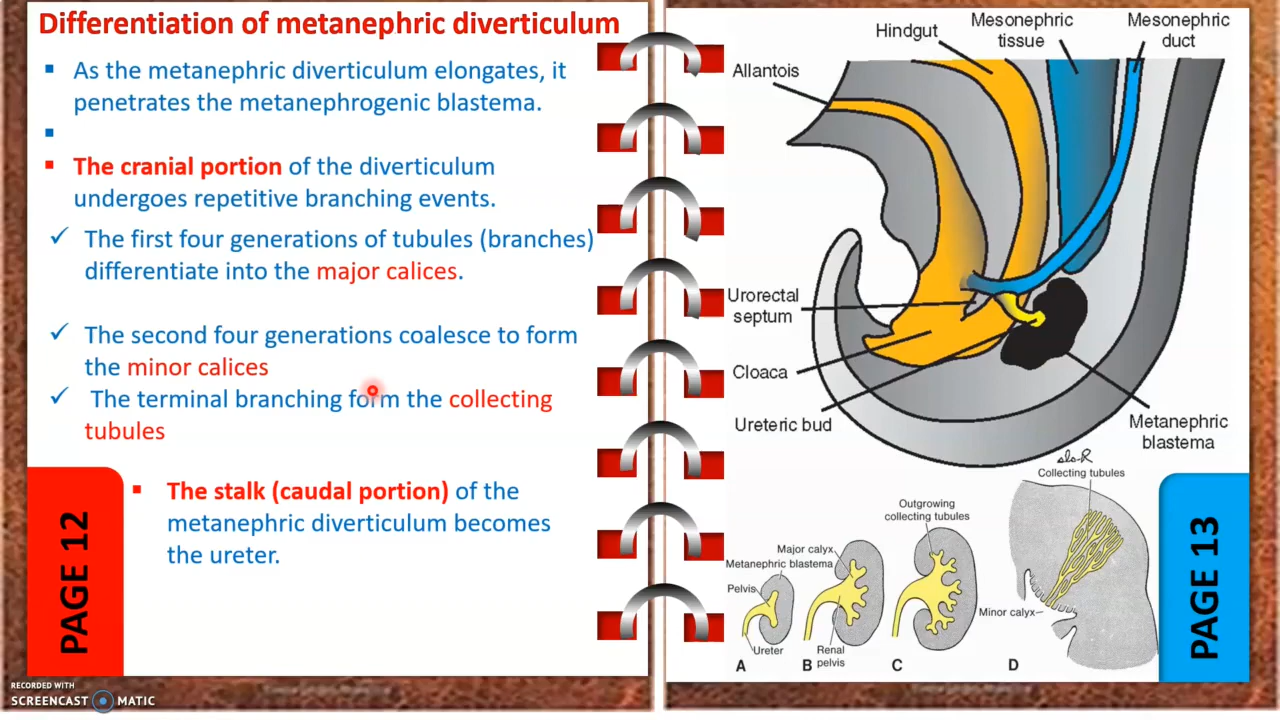 Differentiation of metanephric diverticulum
As the metanephric diverticulum elongates, it
penetrates the metanephrogenic blastema.
The cranial portion of the diverticulum
undergoes repetitive branching events.
The first four generations of tubules (branches)
differentiate into the major calices.
The second four generations coalesce to form
the minor calices
The terminal branching form the collecting
tubules
The stalk (caudal portion) of the
metanephric diverticulum becomes
the ureter.
PAGE 12
RECORDED WITH
SCREENCAST MATIC
Hindgut
Mesonephric
tissue
Mesonephric
duct
Allantois
Urorectal
septum
Cloaca
Ureteric bud
Metanephric
blastema
Collecting tubules
Outgrowing
collecting tubules
Major calyx
Metanephric blastema
Pelvis
Minor calyx
Ureter
Renal
pelvis
A
B
C
D
PAGE 13